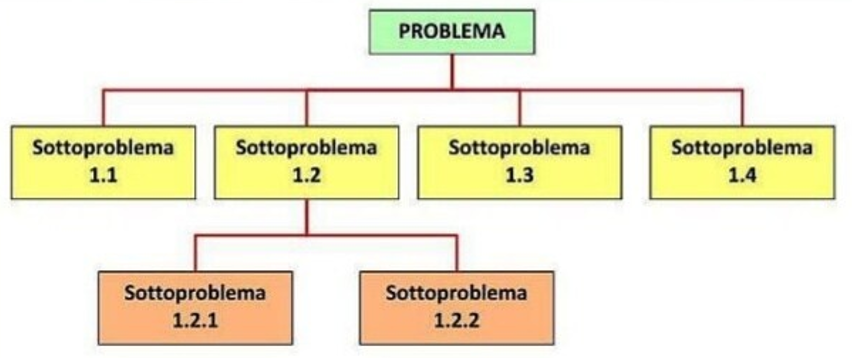 PROBLEMA
Sottoproblema
1.1
Sottoproblema
1.2
Sottoproblema
1.3
Sottoproblema
1.4
Sottoproblema
1.2.1
Sottoproblema
1.2.2